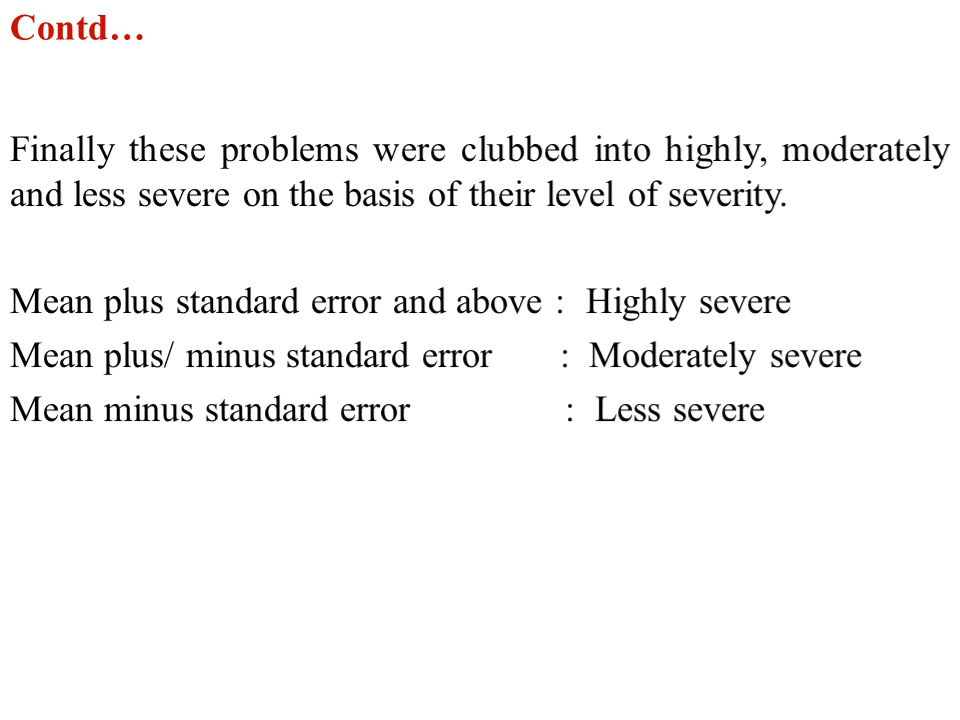 Contd…
Finally these problems were clubbed into highly, moderately
and less severe on the basis of their level of severity.
Mean plus standard error and above : Highly severe
Mean plus/ minus standard error : Moderately severe
Mean minus standard error : Less severe